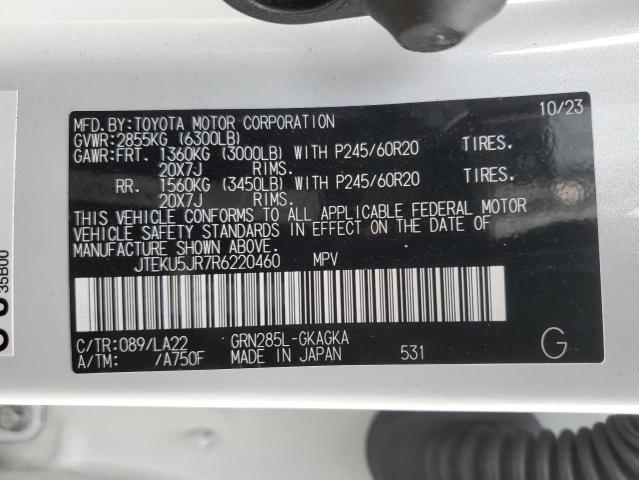 MFD.BY:TOYOTA MOTOR CORPORATION 10/23
GVWR:2855KG (6300LB)
GAWR:FRT. 1360KG (3000LB) WITH P245/60R20 TIRES.
20X7J RIMS.
RR. 1560KG (3450LB) WITH P245/60R20 TIRES.
20X7J RIMS.
THIS VEHICLE CONFORMS TO ALL APPLICABLE FEDERAL MOTOR
VEHICLE SAFETY STANDARDS IN EFFECT ON THE DATE OF
MANUFACTURE SHOWN ABOVE.
JTEKU5JR7R6220460 MPV
C/TR:089/LA22 GRN285L-GKAGKA
A/TM: /A750F MADE IN JAPAN 531 G
35B00